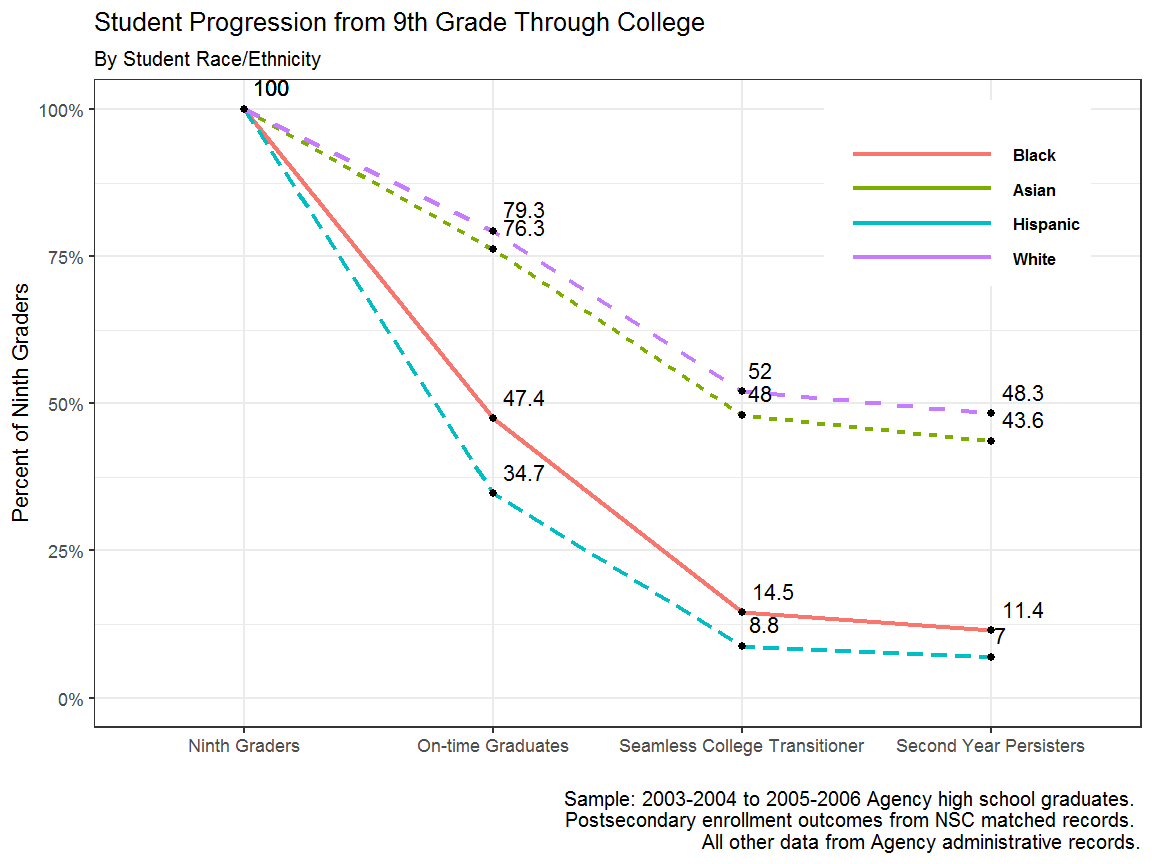 Student Progression from 9th Grade Through College
By Student Race/Ethnicity
Percent of Ninth Graders
100%
75%
50%
25%
0%
100
79.3
76.3
47.4
34.7
52
48
14.5
8.8
48.3
43.6
11.4
7
Black
Asian
Hispanic
White
Ninth Graders
On-time Graduates
Seamless College Transitioner
Second Year Persisters
Sample: 2003-2004 to 2005-2006 Agency high school graduates.
Postsecondary enrollment outcomes from NSC matched records.
All other data from Agency administrative records.